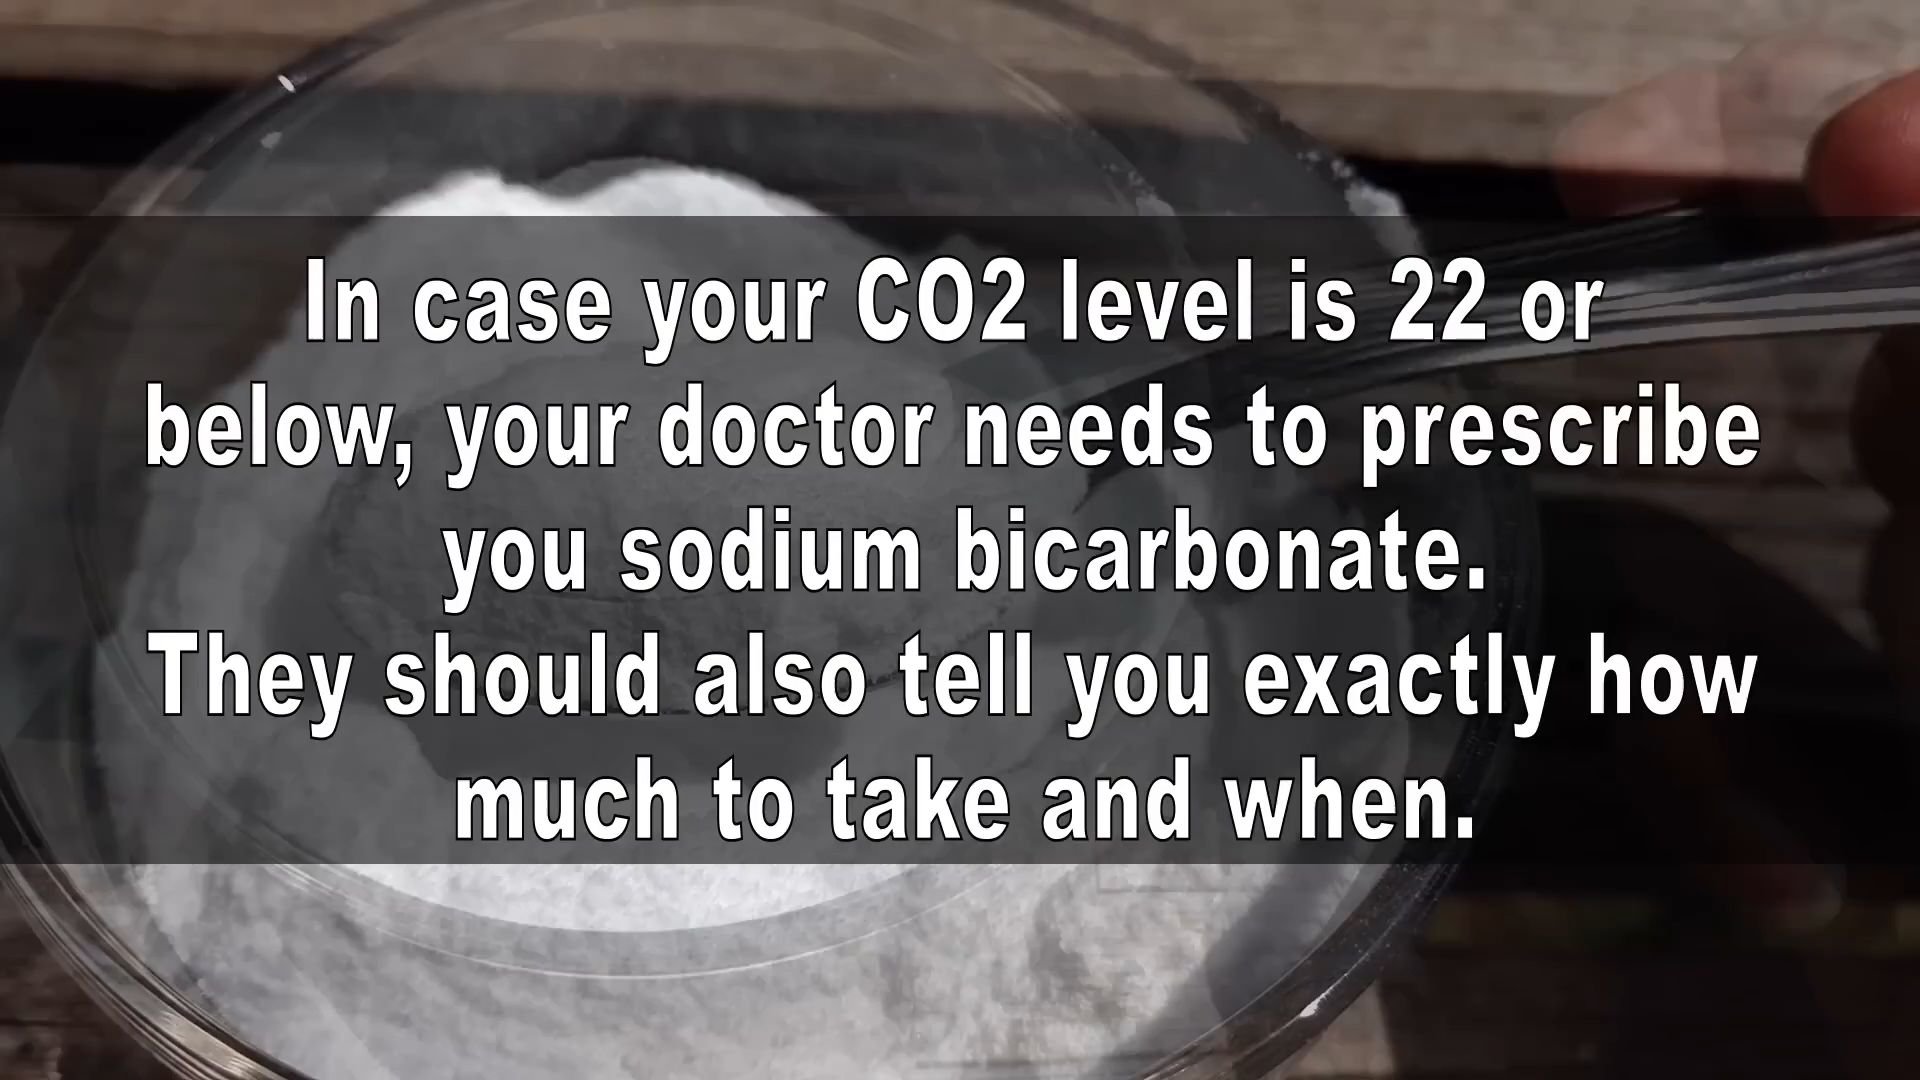 In case your CO2 level is 22 or
below, your doctor needs to prescribe
you sodium bicarbonate.
They should also tell you exactly how
much to take and when.